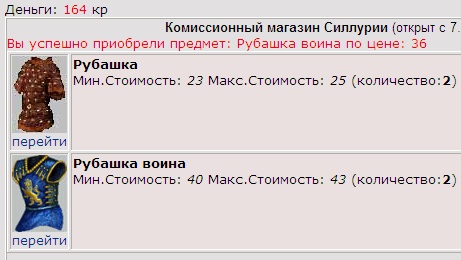 Деньги: 164 кр
Комиссионный магазин Силлурии (открыт с 7.
Вы успешно приобрели предмет: Рубашка воина по цене: 36
Рубашка
Мин.Стоимость: 23 Макс.Стоимость: 25 (количество:2)
перейти
Рубашка воина
Мин.Стоимость: 40 Макс.Стоимость: 43 (количество:2)
перейти